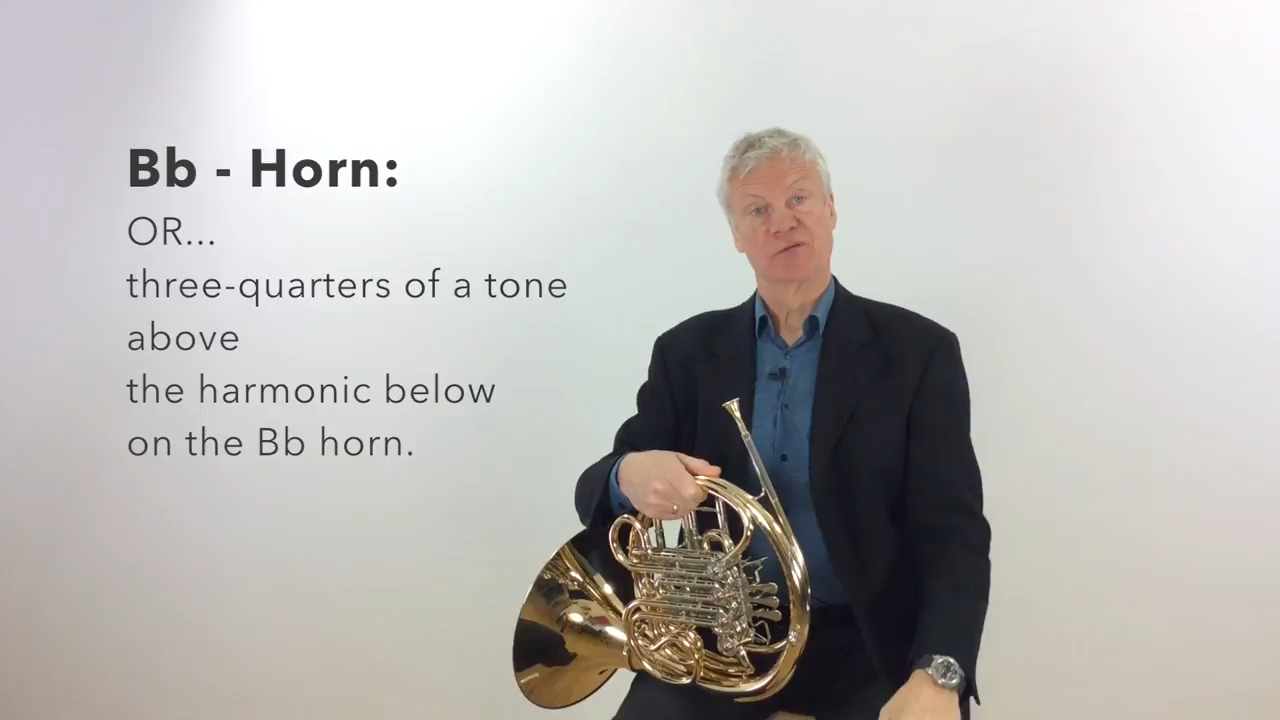 Bb - Horn:
OR...
three-quarters of a tone
above
the harmonic below
on the Bb horn.